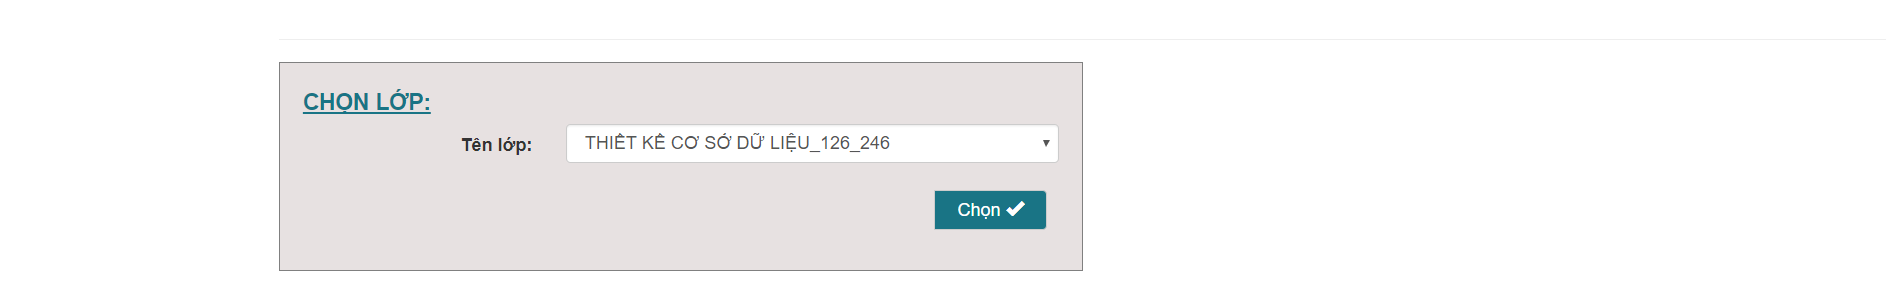 CHỌN LỚP:
Tên lớp: THIẾT KẾ CƠ SỞ DỮ LIỆU_126_246
Chọn